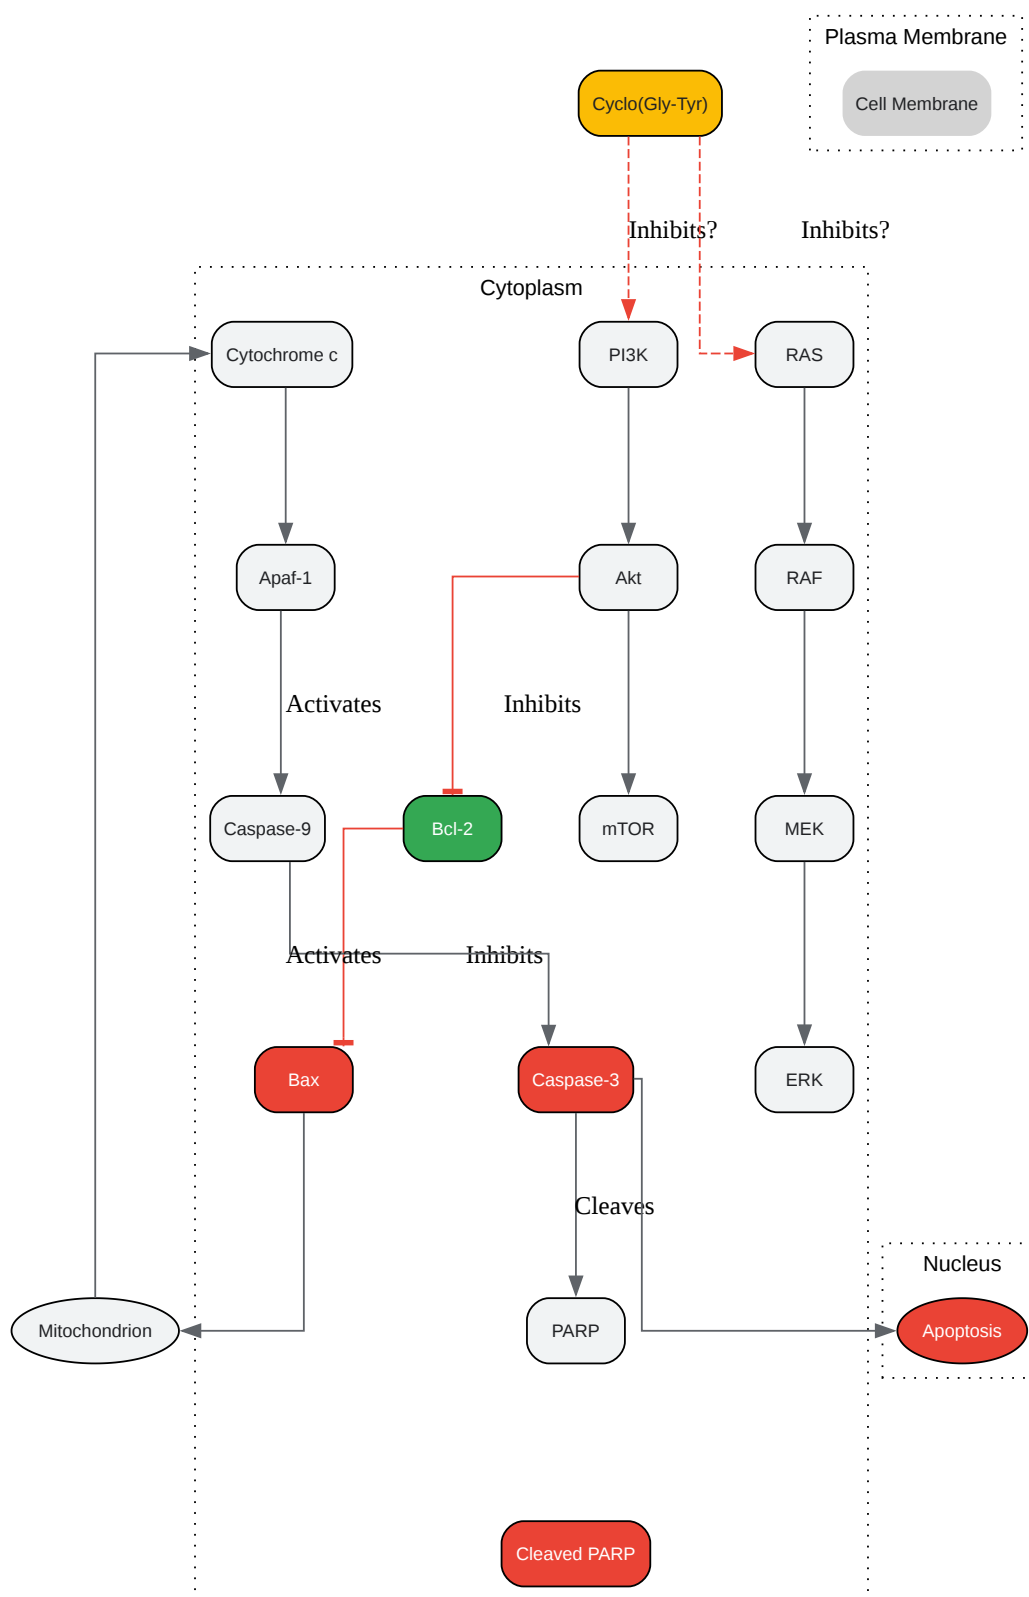 Plasma Membrane
Cyclo(Gly-Tyr)
Cell Membrane
Inhibits?
Inhibits?
Cytoplasm
Cytochrome c
PI3K
RAS
Apaf-1
Akt
RAF
Activates
Inhibits
Caspase-9
Bcl-2
mTOR
MEK
Activates
Inhibits
Bax
Caspase-3
ERK
Cleaves
Nucleus
Mitochondrion
PARP
Apoptosis
Cleaved PARP